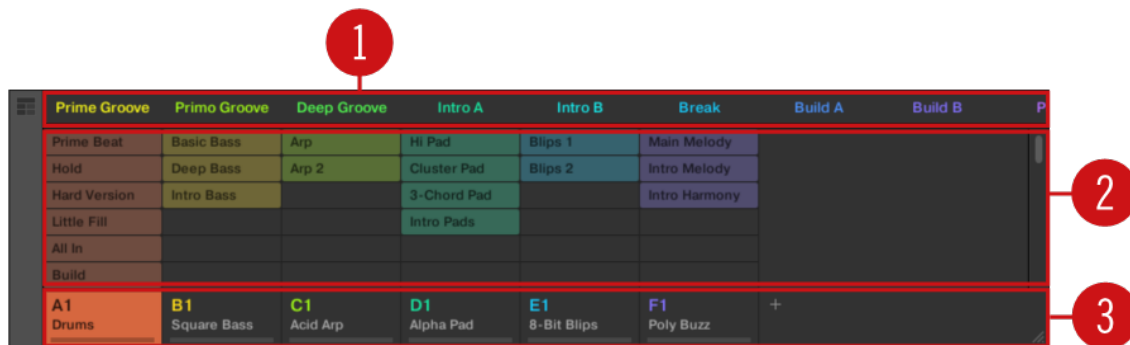 1
Prime Groove Primo Groove Deep Groove Intro A Intro B Break Build A Build B P
Prime Beat Basic Bass Arp Hi Pad Blips 1 Main Melody
Hold Deep Bass Arp 2 Cluster Pad Blips 2 Intro Melody
Hard Version Intro Bass 3-Chord Pad Intro Harmony
2
Little Fill Intro Pads
All In
Build
A1 B1 C1 D1 E1 F1 +
Drums Square Bass Acid Arp Alpha Pad 8-Bit Blips Poly Buzz
3